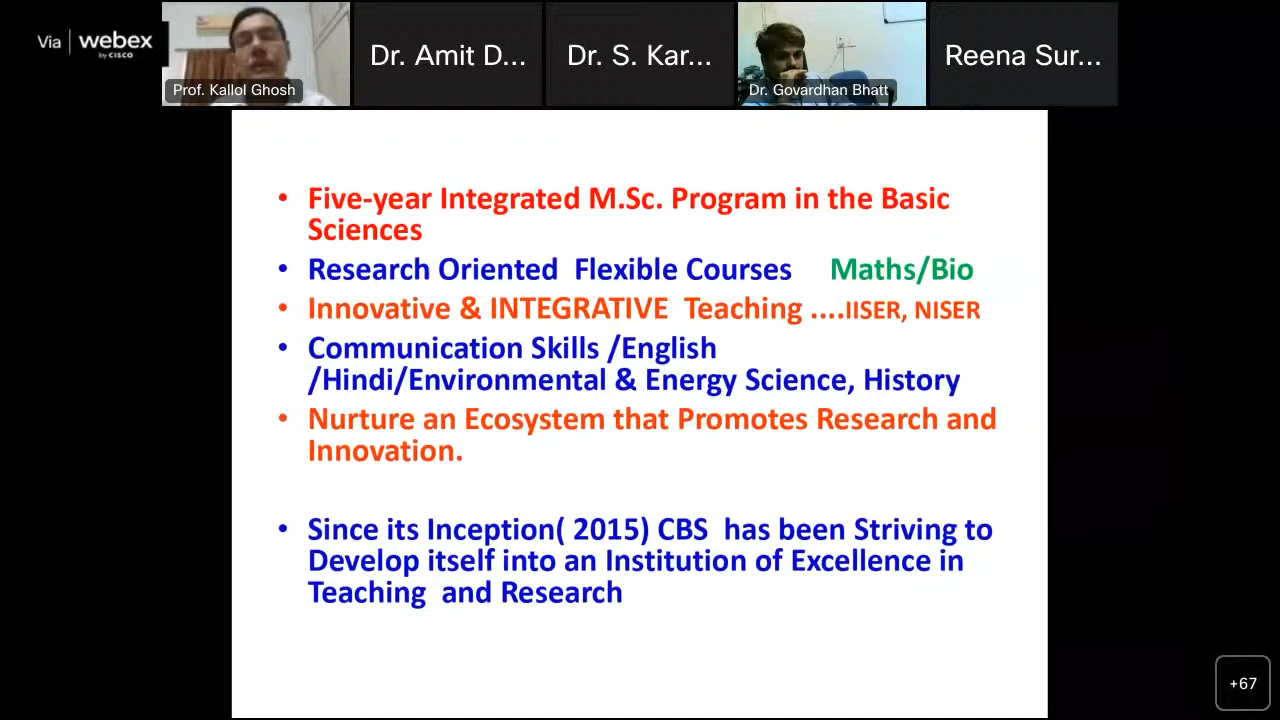 Via webex
by CISCO
Prof. Kallol Ghosh
Dr. Amit D...
Dr. S. Kar...
Dr. Govardhan Bhatt
Reena Sur...
• Five-year Integrated M.Sc. Program in the Basic
Sciences
• Research Oriented Flexible Courses Maths/Bio
• Innovative & INTEGRATIVE Teaching ....IISER, NISER
• Communication Skills /English
/Hindi/Environmental & Energy Science, History
• Nurture an Ecosystem that Promotes Research and
Innovation.
• Since its Inception( 2015) CBS has been Striving to
Develop itself into an Institution of Excellence in
Teaching and Research
+67